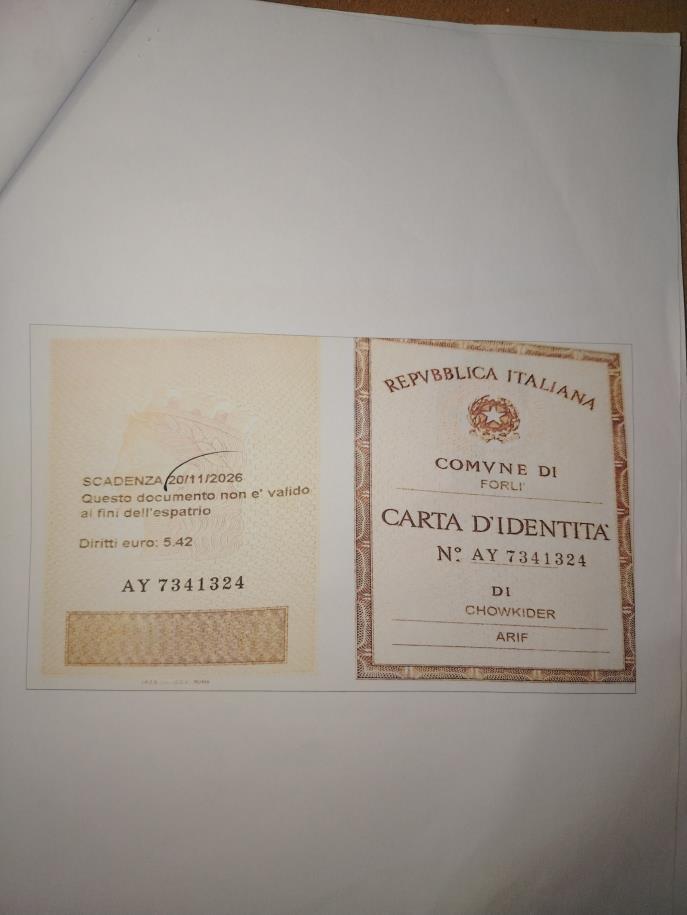 SCADENZA 20/11/2026
Questo documento non e' valido
ai fini dell'espatrio
Diritti euro: 5.42
AY 7341324
REPVBBLICA ITALIANA
COMVNE DI
FORLI'
CARTA D'IDENTITA'
Nº AY 7341324
DI
CHOWKIDER
ARIF